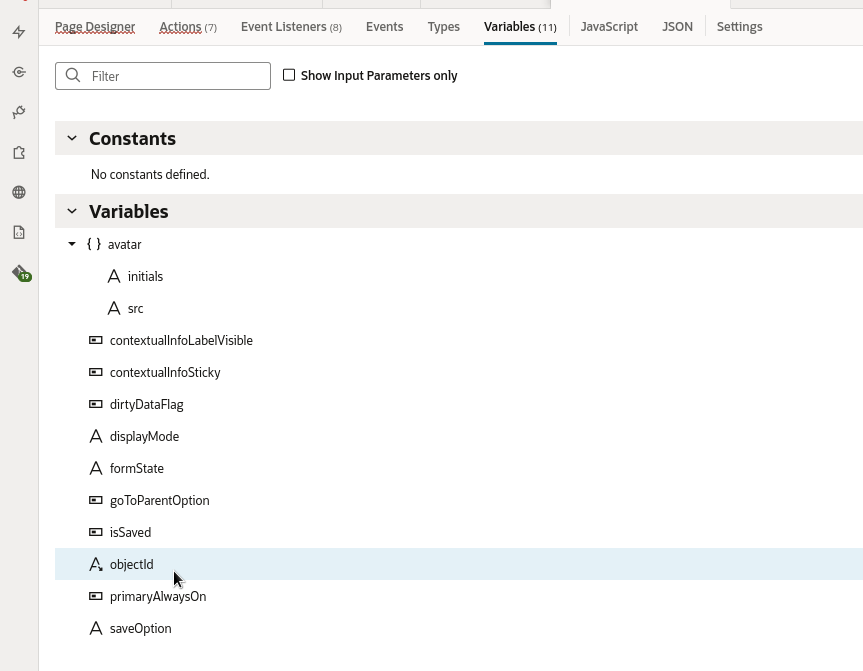 Page Designer Actions (7) Event Listeners (8) Events Types Variables (11) JavaScript JSON Settings
Filter Show Input Parameters only
Constants
No constants defined.
Variables
{ } avatar
initials
src
contextualInfoLabelVisible
contextualInfoSticky
dirtyDataFlag
displayMode
formState
goToParentOption
isSaved
objectId
primaryAlwaysOn
saveOption
19